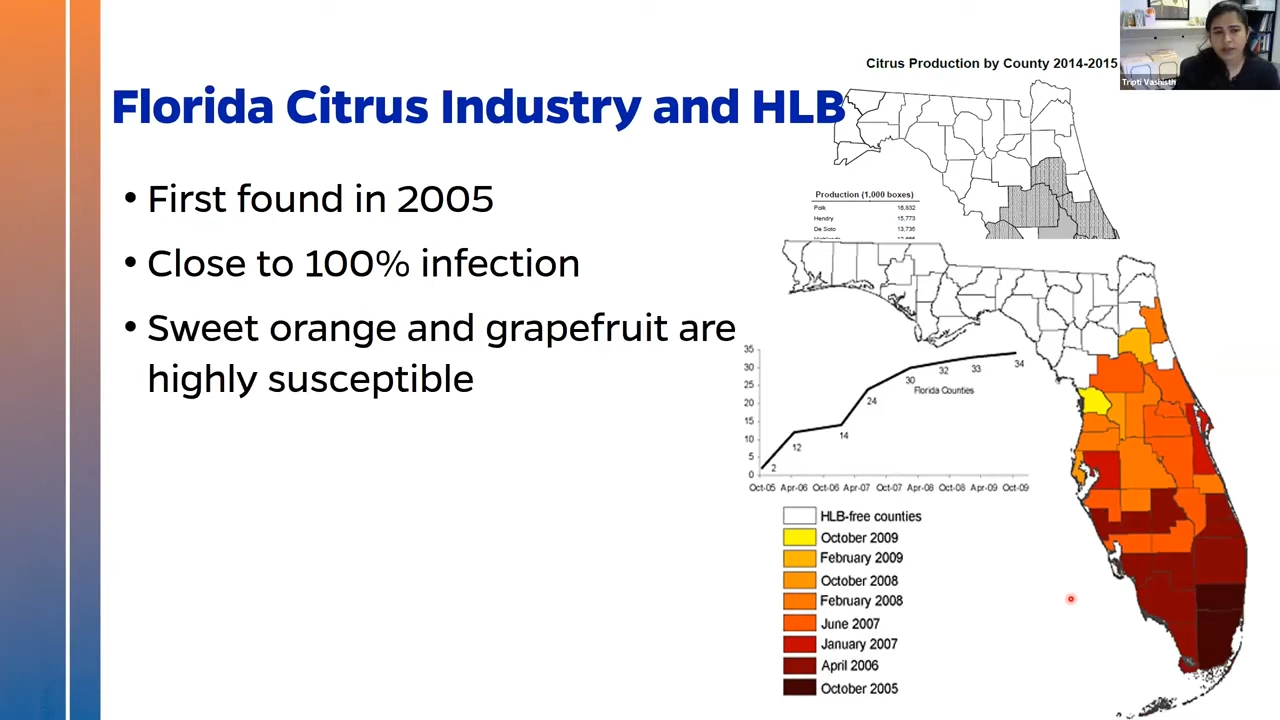 Citrus Production by County 2014-2015
Tripti Vashisth
Florida Citrus Industry and HLB
• First found in 2005
• Close to 100% infection
• Sweet orange and grapefruit are
highly susceptible
Production (1,000 boxes)
Polk 16,832
Hendry 15,773
De Soto 13,735
35
30
25
20
15
10
5
0
2
12
14
24
30
32
33
34
Florida Counties
Oct-05 Apr-06 Oct-06 Apr-07 Oct-07 Apr-08 Oct-08 Apr-09 Oct-09
HLB-free counties
October 2009
February 2009
October 2008
February 2008
June 2007
January 2007
April 2006
October 2005